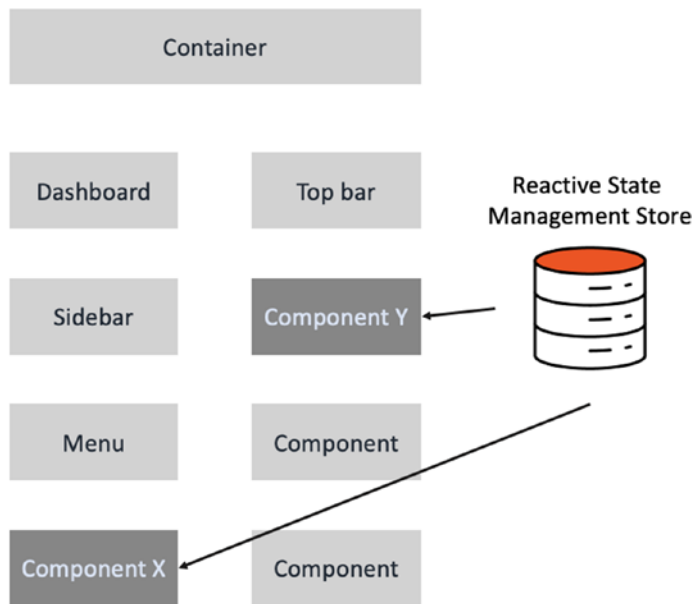 Container
Dashboard
Top bar
Reactive State
Management Store
Sidebar
Component Y
Menu
Component
Component X
Component